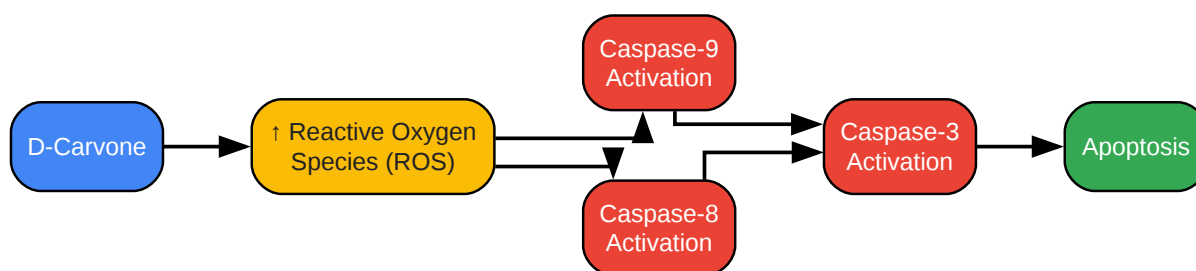 D-Carvone
↑ Reactive Oxygen
Species (ROS)
Caspase-9
Activation
Caspase-8
Activation
Caspase-3
Activation
Apoptosis